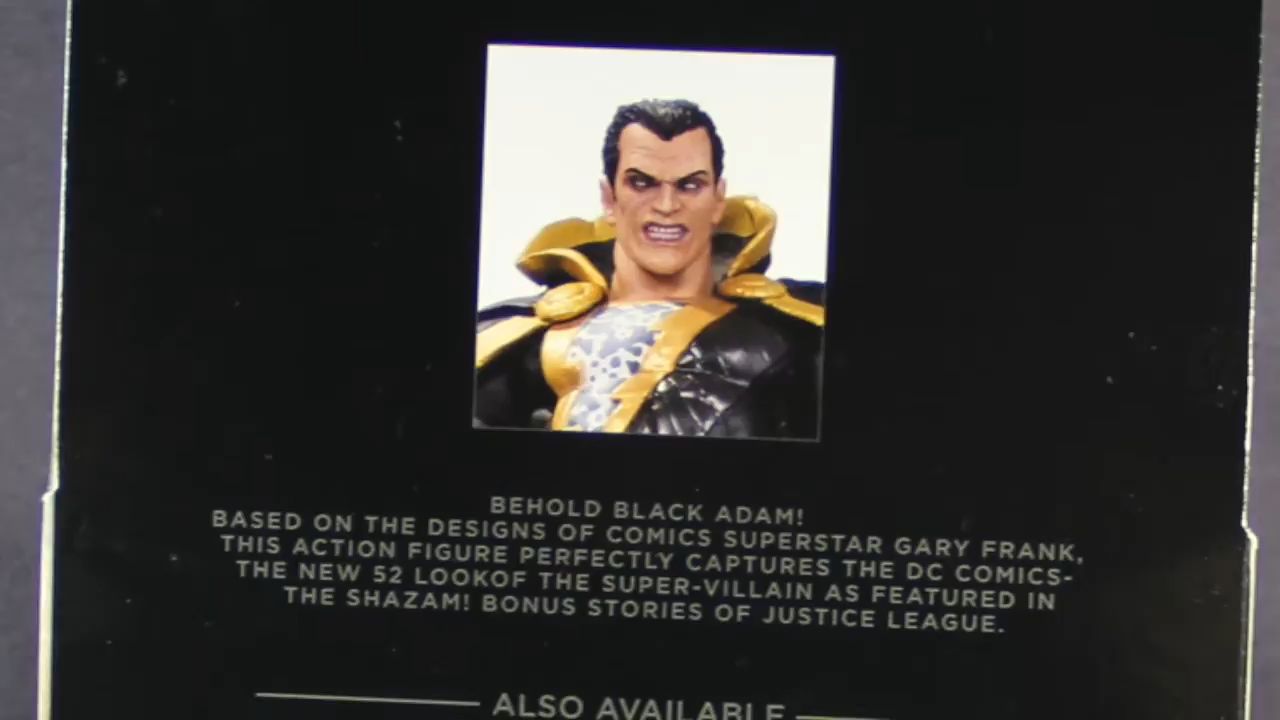 BEHOLD BLACK ADAM!
BASED ON THE DESIGNS OF COMICS SUPERSTAR GARY FRANK,
THIS ACTION FIGURE PERFECTLY CAPTURES THE DC COMICS-
THE NEW 52 LOOKOF THE SUPER-VILLAIN AS FEATURED IN
THE SHAZAM! BONUS STORIES OF JUSTICE LEAGUE.
ALSO AVAILABLE